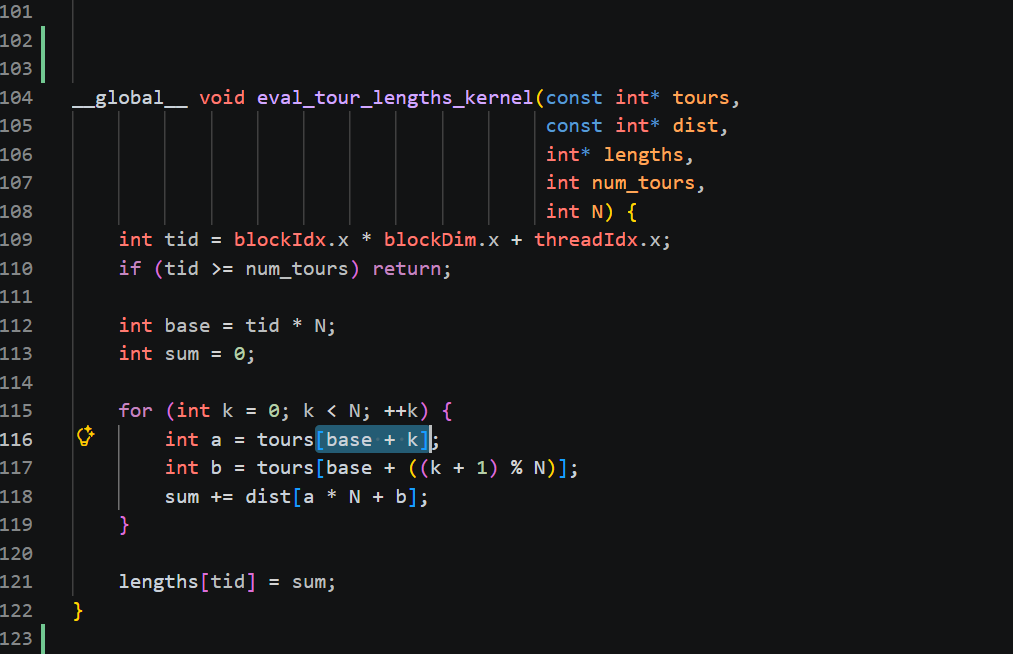 101
102
103
104 __global__ void eval_tour_lengths_kernel(const int* tours,
105 const int* dist,
106 int* lengths,
107 int num_tours,
108 int N) {
109 int tid = blockIdx.x * blockDim.x + threadIdx.x;
110 if (tid >= num_tours) return;
111
112 int base = tid * N;
113 int sum = 0;
114
115 for (int k = 0; k < N; ++k) {
116 int a = tours[base + k];
117 int b = tours[base + ((k + 1) % N)];
118 sum += dist[a * N + b];
119 }
120
121 lengths[tid] = sum;
122 }
123